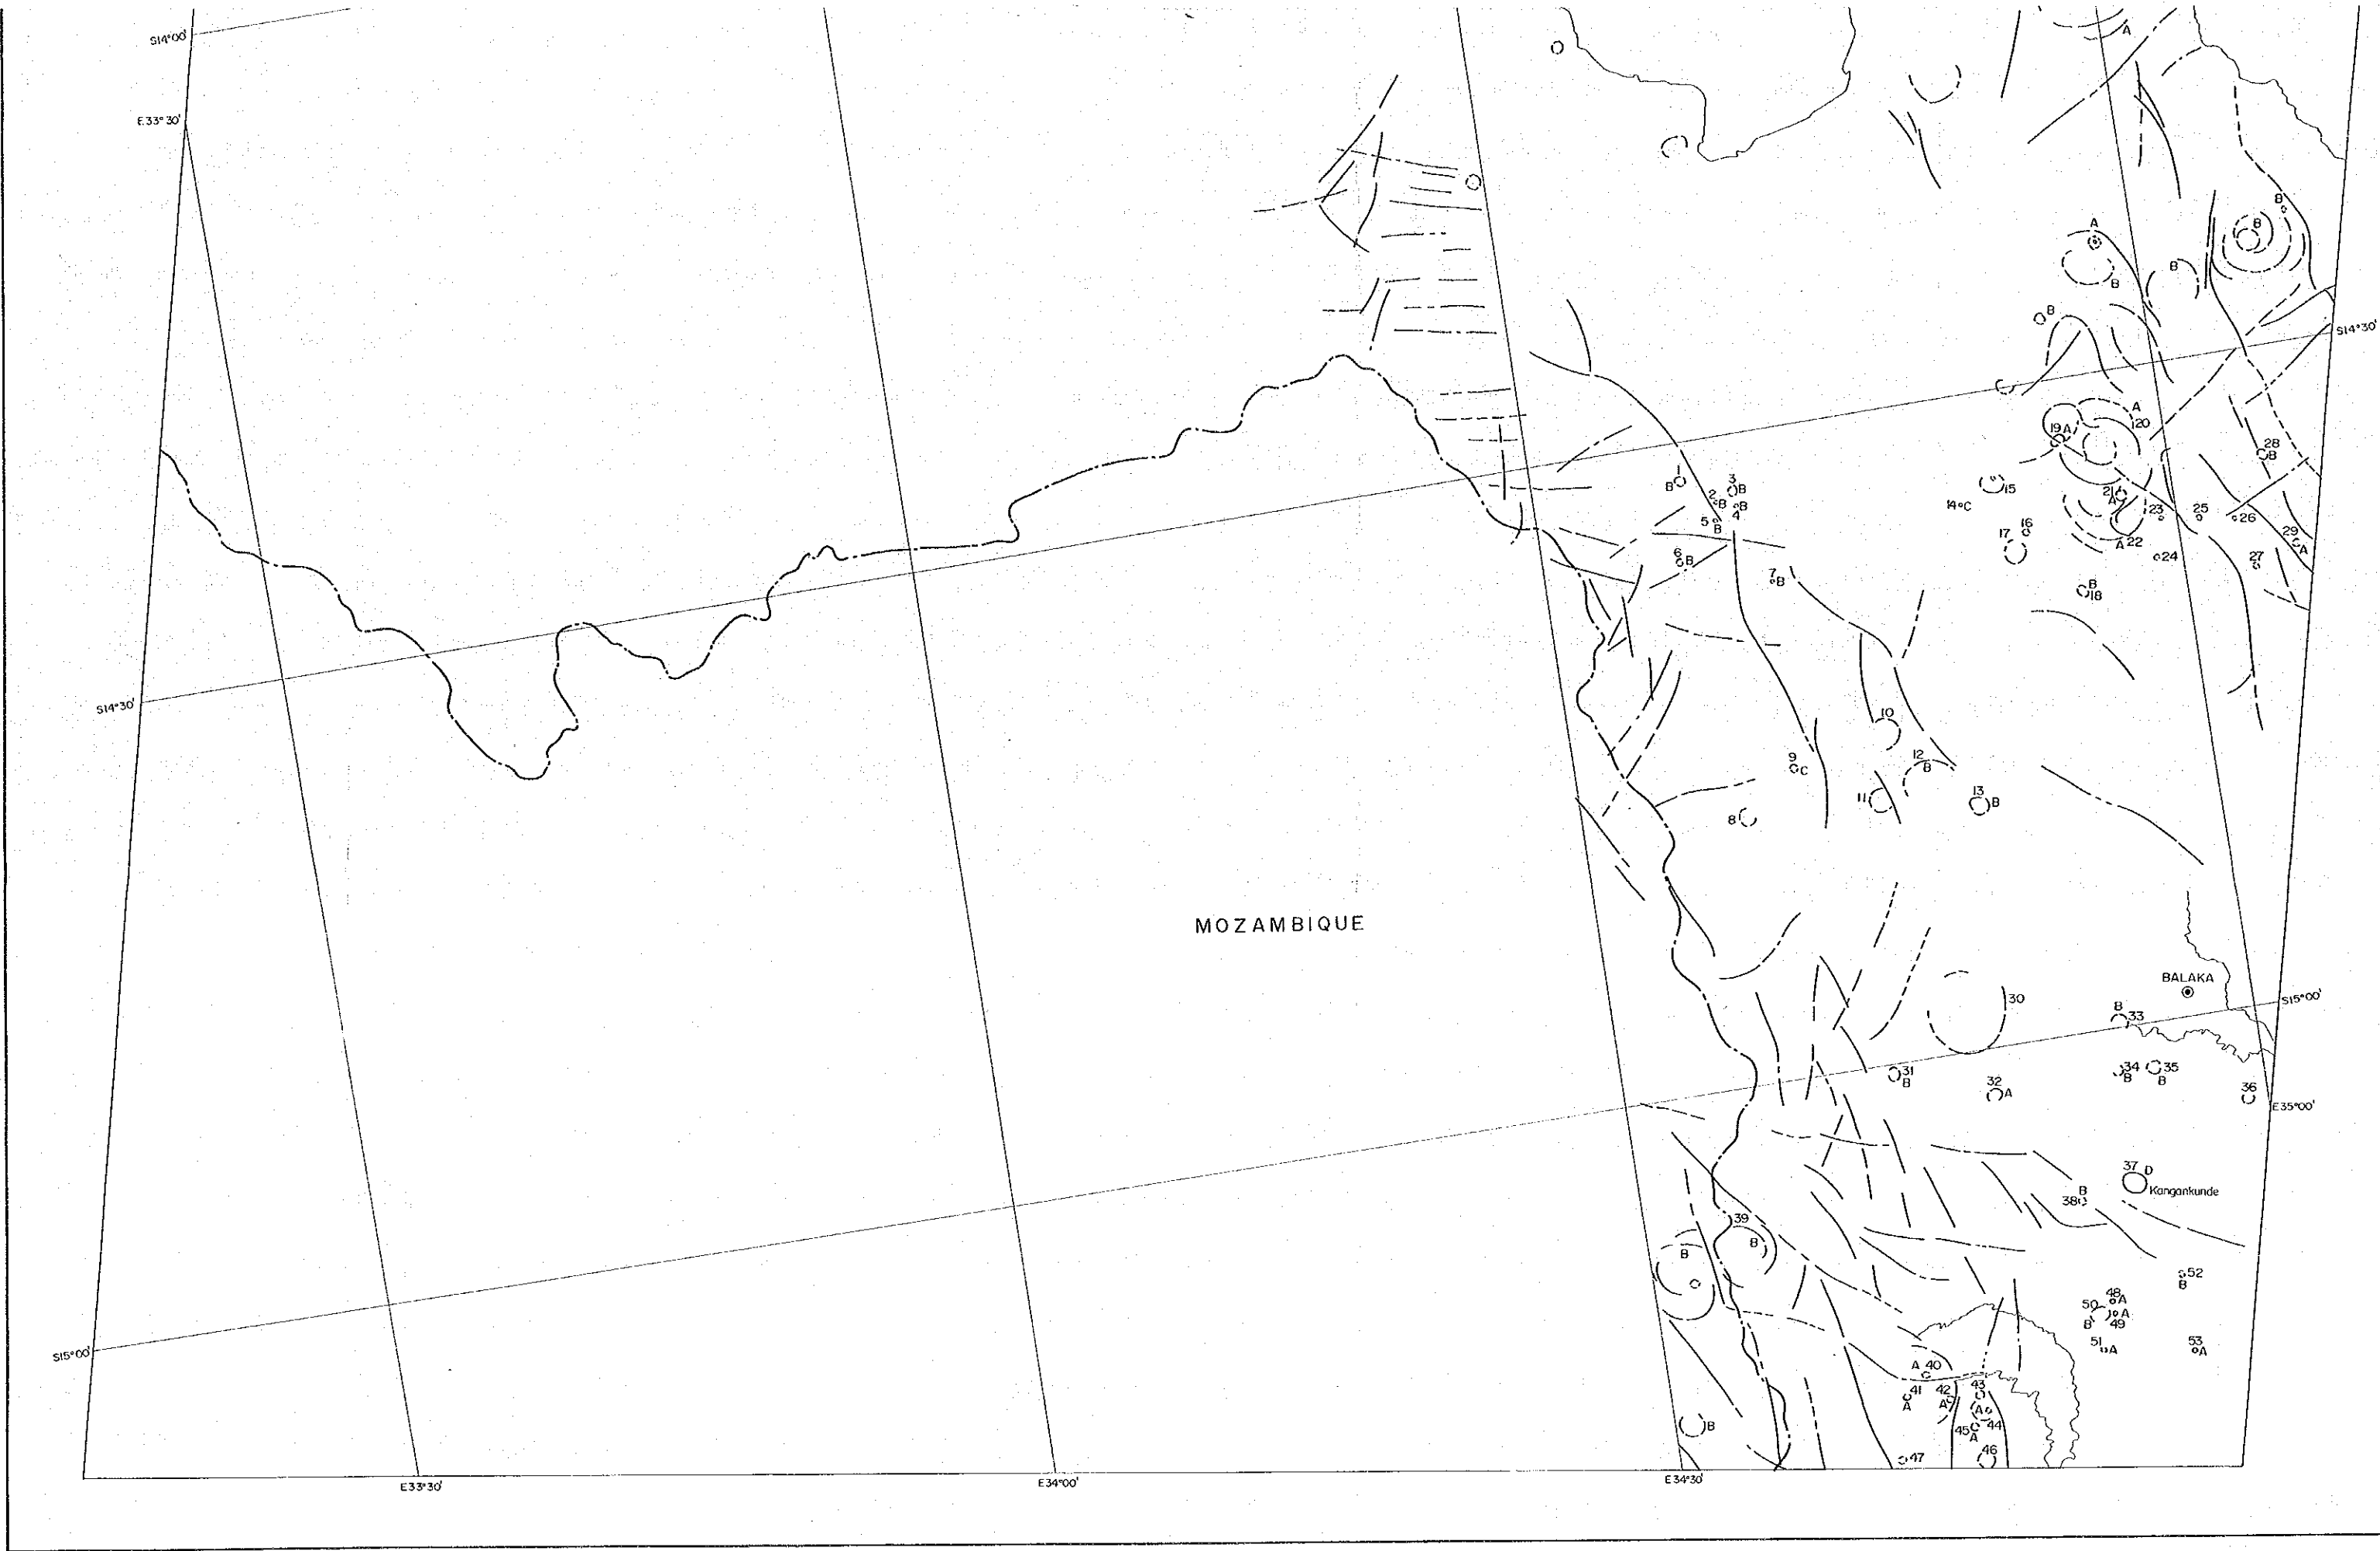 S14°00'
A
E33°30'
B
A
B
B
B
B
S14°30'
A
20
19 A
28
B
B
3
B
2
B
B
4
5
B
15
14 C
21
A
23
25
26
16
17
A 22
29
A
24
27
6
B
7
B
B
18
S14°30'
10
9
C
12
B
11
13
B
8
MOZAMBIQUE
BALAKA
S15°00'
30
B
33
31
B
32
A
34
B
35
B
36
E35°00'
37 D
Kangankunde
B
38
39
B
B
52
B
48
A
50
A
B
49
51
A
53
A
S15°00'
A 40
41
A
42
A
43
A
44
45
A
B
46
47
E33°30'
E34°00'
E34°30'